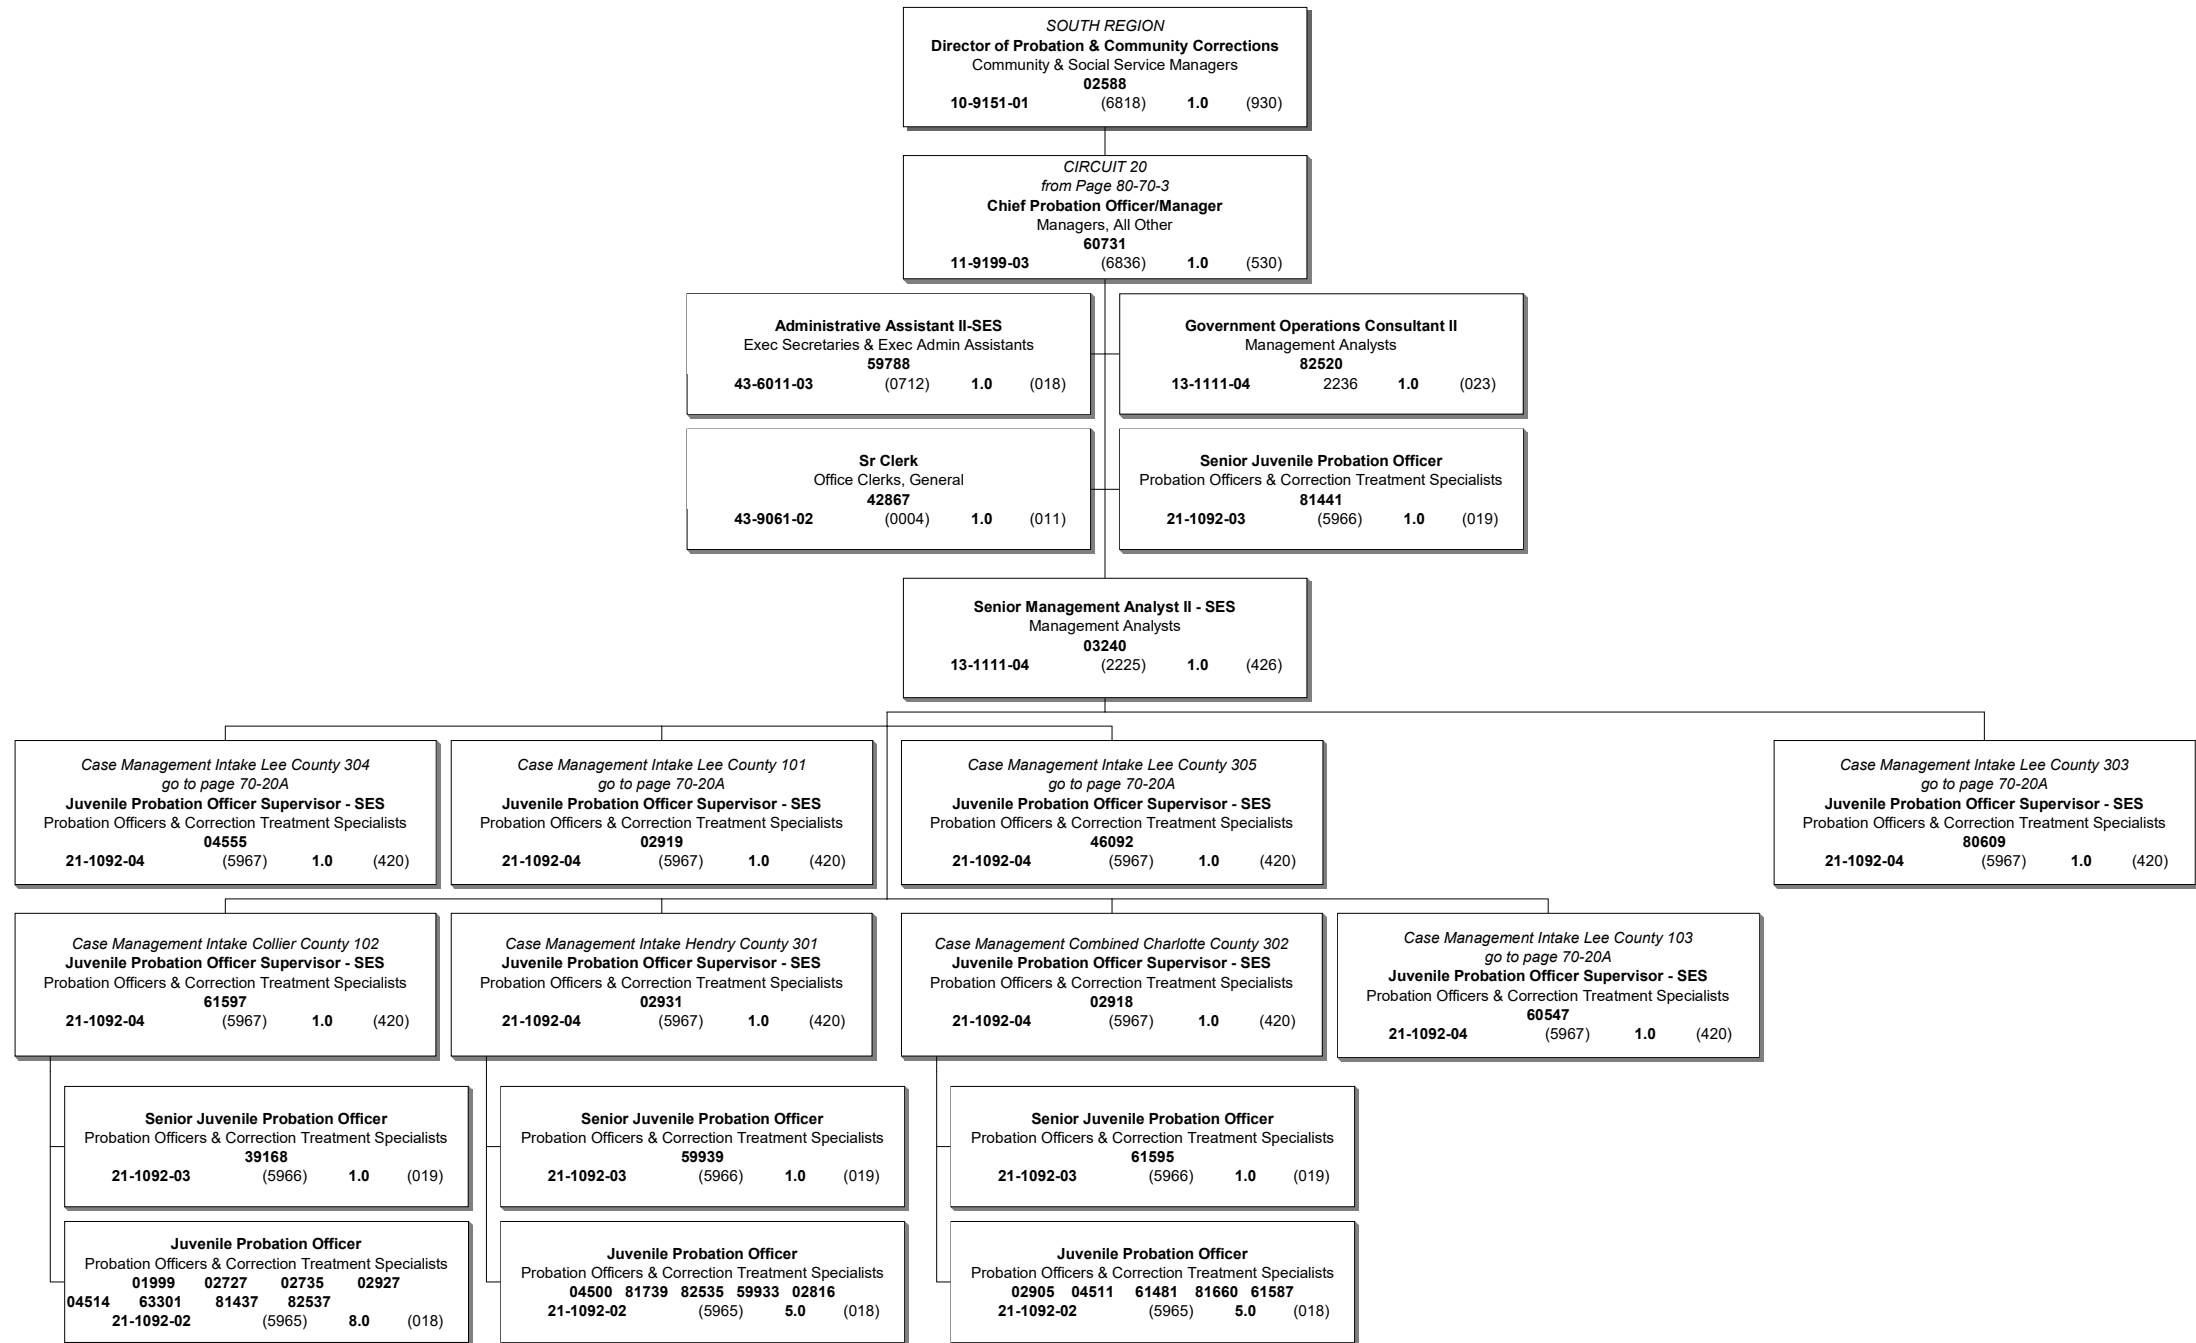 SOUTH REGION
Director of Probation & Community Corrections
Community & Social Service Managers
02588
10-9151-01 (6818) 1.0 (930)
CIRCUIT 20
from Page 80-70-3
Chief Probation Officer/Manager
Managers, All Other
60731
11-9199-03 (6836) 1.0 (530)
Administrative Assistant II-SES
Exec Secretaries & Exec Admin Assistants
59788
43-6011-03 (0712) 1.0 (018)
Government Operations Consultant II
Management Analysts
82520
13-1111-04 2236 1.0 (023)
Sr Clerk
Office Clerks, General
42867
43-9061-02 (0004) 1.0 (011)
Senior Juvenile Probation Officer
Probation Officers & Correction Treatment Specialists
81441
21-1092-03 (5966) 1.0 (019)
Senior Management Analyst II - SES
Management Analysts
03240
13-1111-04 (2225) 1.0 (426)
Case Management Intake Lee County 304
go to page 70-20A
Juvenile Probation Officer Supervisor - SES
Probation Officers & Correction Treatment Specialists
04555
21-1092-04 (5967) 1.0 (420)
Case Management Intake Lee County 101
go to page 70-20A
Juvenile Probation Officer Supervisor - SES
Probation Officers & Correction Treatment Specialists
02919
21-1092-04 (5967) 1.0 (420)
Case Management Intake Lee County 305
go to page 70-20A
Juvenile Probation Officer Supervisor - SES
Probation Officers & Correction Treatment Specialists
46092
21-1092-04 (5967) 1.0 (420)
Case Management Intake Lee County 303
go to page 70-20A
Juvenile Probation Officer Supervisor - SES
Probation Officers & Correction Treatment Specialists
80609
21-1092-04 (5967) 1.0 (420)
Case Management Intake Collier County 102
Juvenile Probation Officer Supervisor - SES
Probation Officers & Correction Treatment Specialists
61597
21-1092-04 (5967) 1.0 (420)
Case Management Intake Hendry County 301
Juvenile Probation Officer Supervisor - SES
Probation Officers & Correction Treatment Specialists
02931
21-1092-04 (5967) 1.0 (420)
Case Management Combined Charlotte County 302
Juvenile Probation Officer Supervisor - SES
Probation Officers & Correction Treatment Specialists
02918
21-1092-04 (5967) 1.0 (420)
Case Management Intake Lee County 103
go to page 70-20A
Juvenile Probation Officer Supervisor - SES
Probation Officers & Correction Treatment Specialists
60547
21-1092-04 (5967) 1.0 (420)
Senior Juvenile Probation Officer
Probation Officers & Correction Treatment Specialists
39168
21-1092-03 (5966) 1.0 (019)
Senior Juvenile Probation Officer
Probation Officers & Correction Treatment Specialists
59939
21-1092-03 (5966) 1.0 (019)
Senior Juvenile Probation Officer
Probation Officers & Correction Treatment Specialists
61595
21-1092-03 (5966) 1.0 (019)
Juvenile Probation Officer
Probation Officers & Correction Treatment Specialists
01999 02727 02735 02927
04514 63301 81437 82537
21-1092-02 (5965) 8.0 (018)
Juvenile Probation Officer
Probation Officers & Correction Treatment Specialists
04500 81739 82535 59933 02816
21-1092-02 (5965) 5.0 (018)
Juvenile Probation Officer
Probation Officers & Correction Treatment Specialists
02905 04511 61481 81660 61587
21-1092-02 (5965) 5.0 (018)